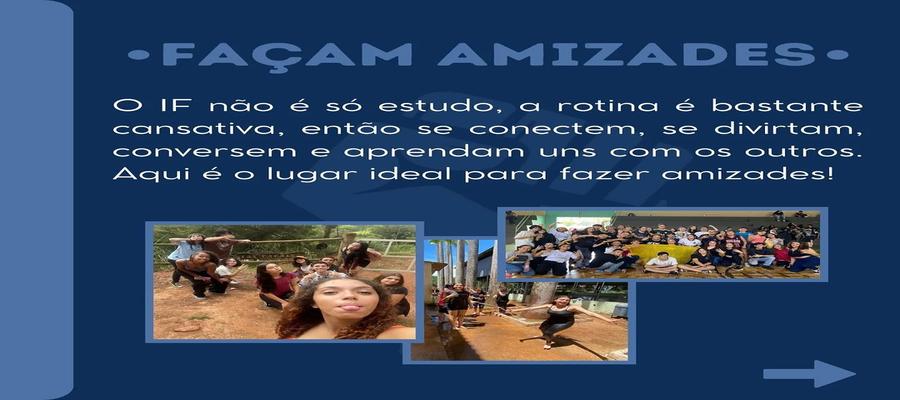 •FAÇAM AMIZADES•
O IF não é só estudo, a rotina é bastante
cansativa, então se conectem, se divirtam,
conversem e aprendam uns com os outros.
Aqui é o lugar ideal para fazer amizades!